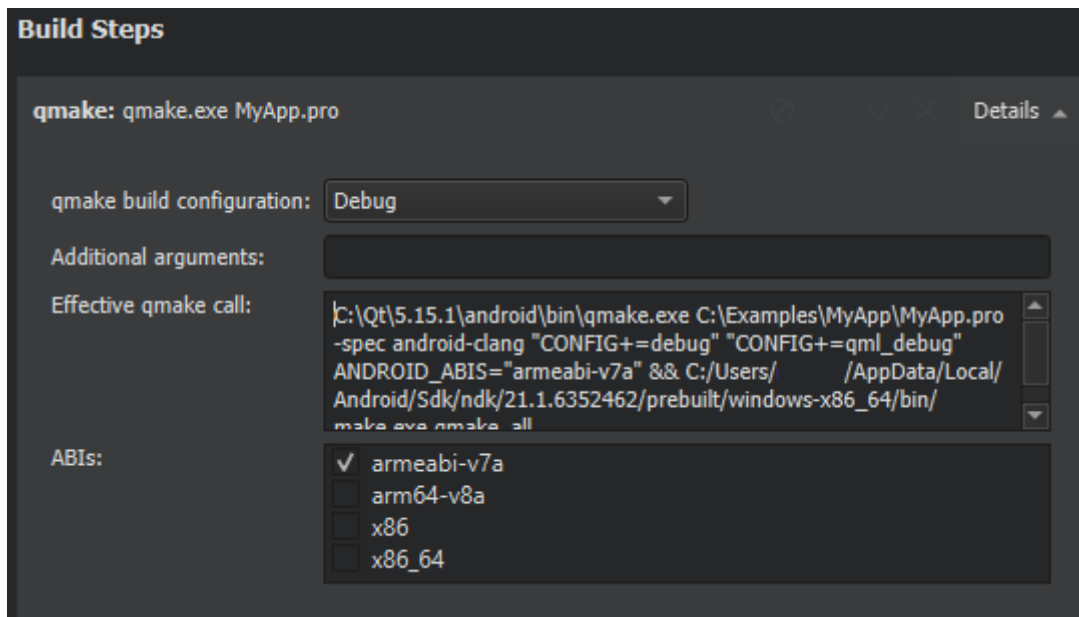 Build Steps
qmake: qmake.exe MyApp.pro
Details
qmake build configuration: Debug
Additional arguments:
Effective qmake call:
C:\Qt\5.15.1\android\bin\qmake.exe C:\Examples\MyApp\MyApp.pro
-spec android-clang "CONFIG+=debug" "CONFIG+=qml_debug"
ANDROID_ABIS="armeabi-v7a" && C:/Users/ /AppData/Local/
Android/Sdk/ndk/21.1.6352462/prebuilt/windows-x86_64/bin/
make.exe qmake_all
ABIs:
armeabi-v7a
arm64-v8a
x86
x86_64